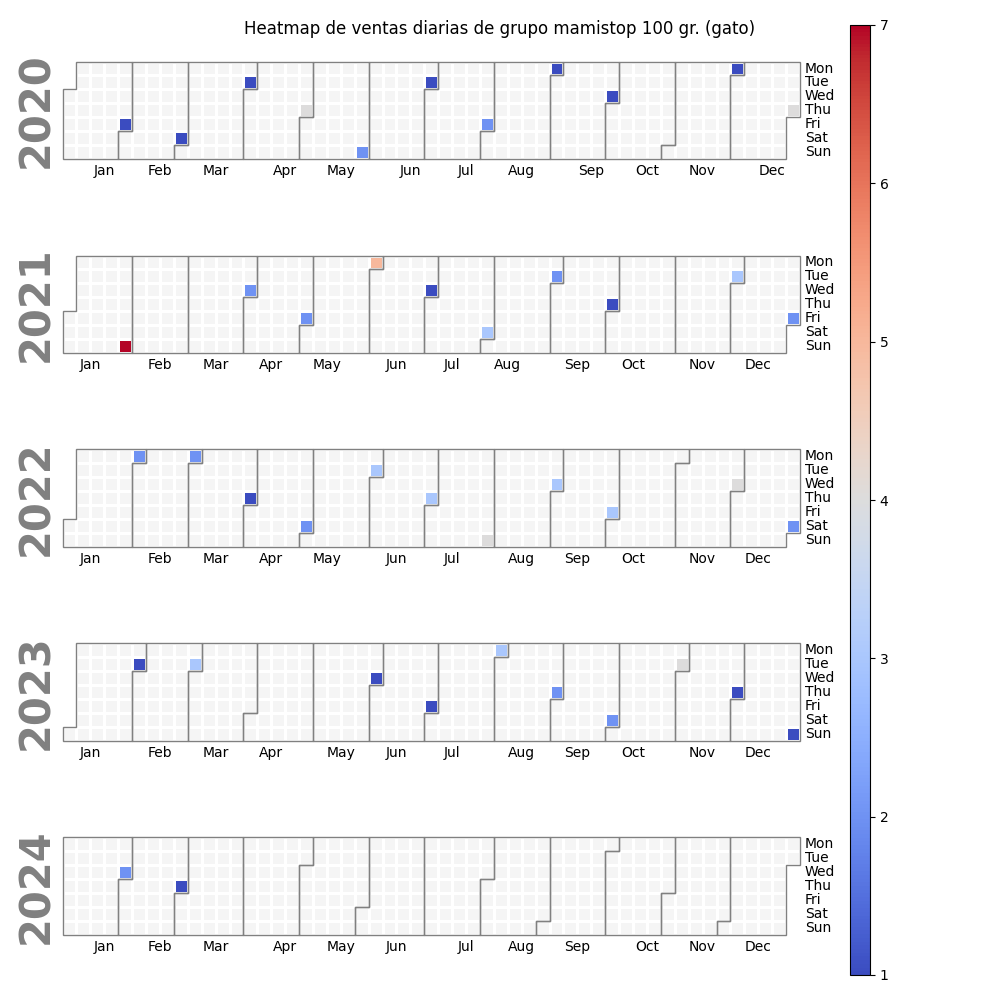 Heatmap de ventas diarias de grupo mamistop 100 gr. (gato)
2020
Mon
Tue
Wed
Thu
Fri
Sat
Sun
Jan Feb Mar Apr May Jun Jul Aug Sep Oct Nov Dec
2021
Mon
Tue
Wed
Thu
Fri
Sat
Sun
Jan Feb Mar Apr May Jun Jul Aug Sep Oct Nov Dec
2022
Mon
Tue
Wed
Thu
Fri
Sat
Sun
Jan Feb Mar Apr May Jun Jul Aug Sep Oct Nov Dec
2023
Mon
Tue
Wed
Thu
Fri
Sat
Sun
Jan Feb Mar Apr May Jun Jul Aug Sep Oct Nov Dec
2024
Mon
Tue
Wed
Thu
Fri
Sat
Sun
Jan Feb Mar Apr May Jun Jul Aug Sep Oct Nov Dec
7
6
5
4
3
2
1